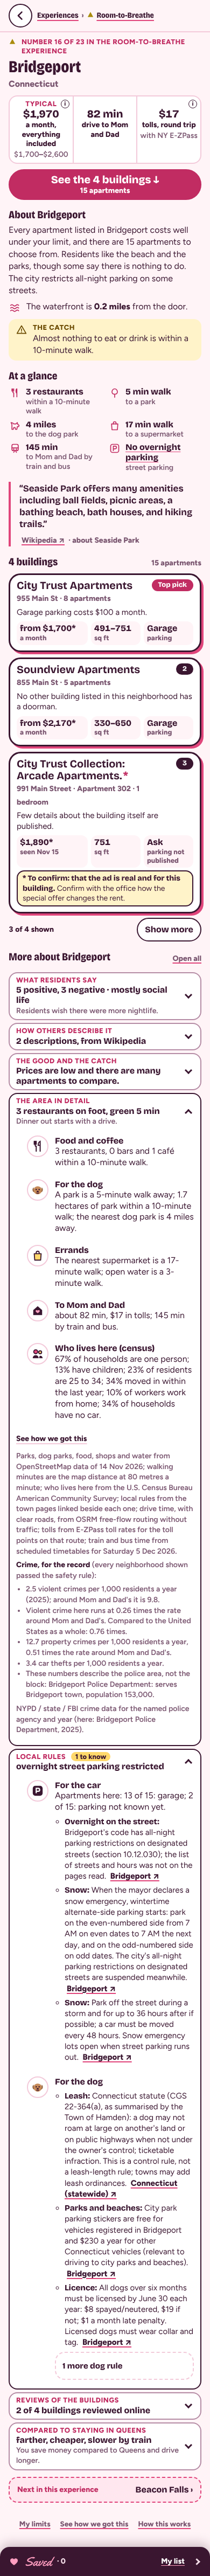 Experiences › Room-to-Breathe
NUMBER 16 OF 23 IN THE ROOM-TO-BREATHE
EXPERIENCE
Bridgeport
Connecticut
TYPICAL
$1,970
a month,
everything
included
$1,700–$2,600
82 min
drive to Mom
and Dad
$17
tolls, round trip
with NY E-ZPass
See the 4 buildings ↓
15 apartments
About Bridgeport
Every apartment listed in Bridgeport costs well
under your limit, and there are 15 apartments to
choose from. Residents like the beach and the
parks, though some say there is nothing to do.
The city restricts all-night parking on some
streets.
The waterfront is 0.2 miles from the door.
THE CATCH
Almost nothing to eat or drink is within a
10-minute walk.
At a glance
3 restaurants
within a 10-minute
walk
5 min walk
to a park
4 miles
to the dog park
17 min walk
to a supermarket
145 min
to Mom and Dad by
train and bus
No overnight
parking
street parking
“Seaside Park offers many amenities
including ball fields, picnic areas, a
bathing beach, bath houses, and hiking
trails.”
Wikipedia ↗ · about Seaside Park
4 buildings
15 apartments
City Trust Apartments
Top pick
955 Main St · 8 apartments
Garage parking costs $100 a month.
from $1,700*
a month
491–751
sq ft
Garage
parking
Soundview Apartments
2
855 Main St · 5 apartments
No other building listed in this neighborhood has
a doorman.
from $2,170*
a month
330–650
sq ft
Garage
parking
City Trust Collection:
Arcade Apartments.*
3
991 Main Street · Apartment 302 · 1
bedroom
Few details about the building itself are
published.
$1,890*
seen Nov 15
751
sq ft
Ask
parking not
published
* To confirm: that the ad is real and for this
building. Confirm with the office how the
special offer changes the rent.
3 of 4 shown
Show more
More about Bridgeport
Open all
WHAT RESIDENTS SAY
5 positive, 3 negative · mostly social
life
Residents wish there were more nightlife.
HOW OTHERS DESCRIBE IT
2 descriptions, from Wikipedia
THE GOOD AND THE CATCH
Prices are low and there are many
apartments to compare.
THE AREA IN DETAIL
3 restaurants on foot, green 5 min
Dinner out starts with a drive.
Food and coffee
3 restaurants, 0 bars and 1 café
within a 10-minute walk.
For the dog
A park is a 5-minute walk away; 1.7
hectares of park within a 10-minute
walk; the nearest dog park is 4 miles
away.
Errands
The nearest supermarket is a 17-
minute walk; open water is a 3-
minute walk.
To Mom and Dad
about 82 min, $17 in tolls; 145 min
by train and bus.
Who lives here (census)
67% of households are one person;
13% have children; 23% of residents
are 25 to 34; 34% moved in within
the last year; 10% of workers work
from home; 34% of households
have no car.
See how we got this
Parks, dog parks, food, shops and water from
OpenStreetMap data of 14 Nov 2026; walking
minutes are the map distance at 80 metres a
minute; who lives here from the U.S. Census Bureau
American Community Survey; local rules from the
town pages linked beside each one; drive time, with
clear roads, from OSRM free-flow routing without
traffic; tolls from E-ZPass toll rates for the toll
points on that route; train and bus time from
scheduled timetables for Saturday 5 Dec 2026.
Crime, for the record (every neighborhood shown
passed the safety rule):
• 2.5 violent crimes per 1,000 residents a year
(2025); around Mom and Dad's it is 9.8.
• Violent crime here runs at 0.26 times the rate
around Mom and Dad's. Compared to the United
States as a whole: 0.76 times.
• 12.7 property crimes per 1,000 residents a year,
0.51 times the rate around Mom and Dad's.
• 3.4 car thefts per 1,000 residents a year.
• These numbers describe the police area, not the
block: Bridgeport Police Department: serves
Bridgeport town, population 153,000.
NYPD / state / FBI crime data for the named police
agency and year (here: Bridgeport Police
Department, 2025).
LOCAL RULES 1 to know
overnight street parking restricted
For the car
Apartments here: 13 of 15: garage; 2
of 15: parking not known yet.
Overnight on the street:
Bridgeport's code has all-night
parking restrictions on designated
streets (section 10.12.030); the list
of streets and hours was not on the
pages read. Bridgeport ↗
Snow: When the mayor declares a
snow emergency, wintertime
alternate-side parking starts: park
on the even-numbered side from 7
AM on even dates to 7 AM the next
day, and on the odd-numbered side
on odd dates. The city's all-night
parking restrictions on designated
streets are suspended meanwhile.
Bridgeport ↗
Snow: Park off the street during a
storm and for up to 36 hours after if
possible; a car must be moved
every 48 hours. Snow emergency
lots open when street parking runs
out. Bridgeport ↗
For the dog
Leash: Connecticut statute (CGS
22-364(a), as summarised by the
Town of Hamden): a dog may not
roam at large on another's land or
on public highways when not under
the owner's control; ticketable
infraction. This is a control rule, not
a leash-length rule; towns may add
leash ordinances. Connecticut
(statewide) ↗
Parks and beaches: City park
parking stickers are free for
vehicles registered in Bridgeport
and $230 a year for other
Connecticut vehicles (relevant to
driving to city parks and beaches).
Bridgeport ↗
Licence: All dogs over six months
must be licensed by June 30 each
year: $8 spayed/neutered, $19 if
not; $1 a month late penalty.
Licensed dogs must wear collar and
tag. Bridgeport ↗
1 more dog rule
REVIEWS OF THE BUILDINGS
2 of 4 buildings reviewed online
COMPARED TO STAYING IN QUEENS
farther, cheaper, slower by train
You save money compared to Queens and drive
longer.
Next in this experience
Beacon Falls ›
My limits
See how we got this
How this works
Saved · 0
My list